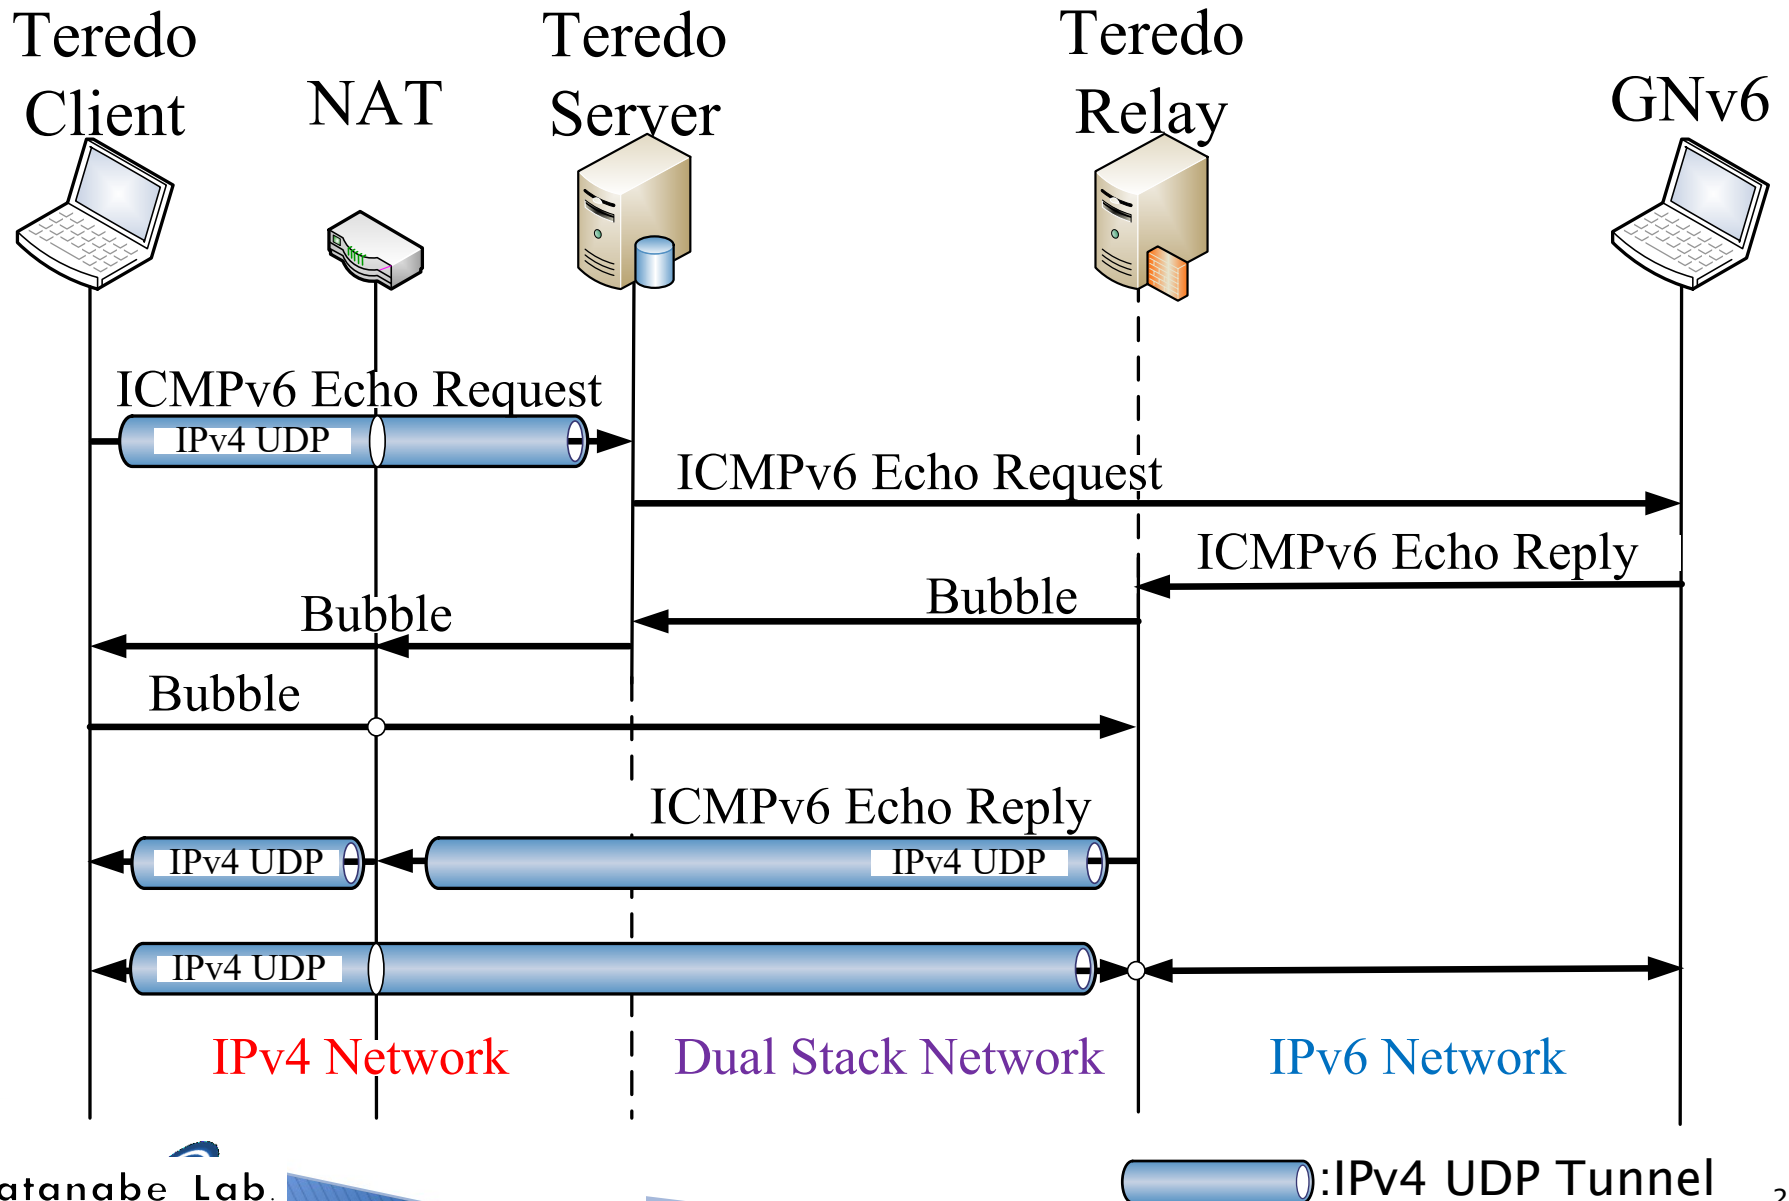 Teredo
Client
NAT
Teredo
Server
Teredo
Relay
GNv6
ICMPv6 Echo Request
IPv4 UDP
ICMPv6 Echo Request
ICMPv6 Echo Reply
Bubble
Bubble
Bubble
ICMPv6 Echo Reply
IPv4 UDP
IPv4 UDP
IPv4 UDP
IPv4 Network
Dual Stack Network
IPv6 Network
atanabe Lab.
:IPv4 UDP Tunnel